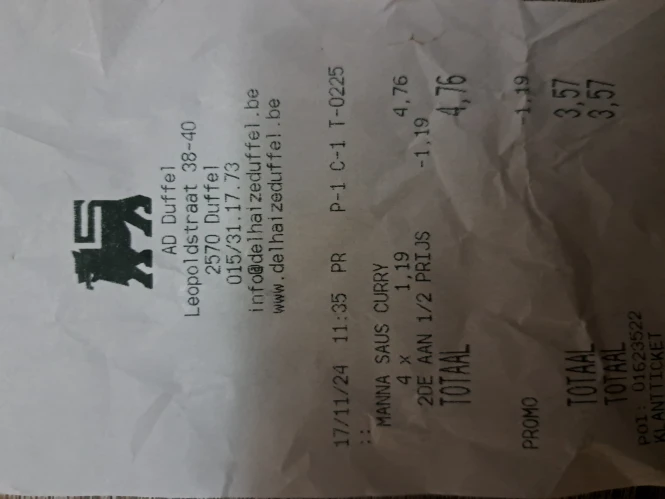 AD Duffel
Leopoldstraat 38-40
2570 Duffel
015/31.17.73
info@delhaizeduffel.be
www.delhaizeduffel.be
17/11/24 11:35 PR P-1 C-1 T-0225
::
MANNA SAUS CURRY
4 x 1,19 4,76
2DE AAN 1/2 PRIJS -1,19
TOTAAL 4,76
PROMO -1,19
TOTAAL 3,57
TOTAAL 3,57
POI: 01623522
KLANTTICKET